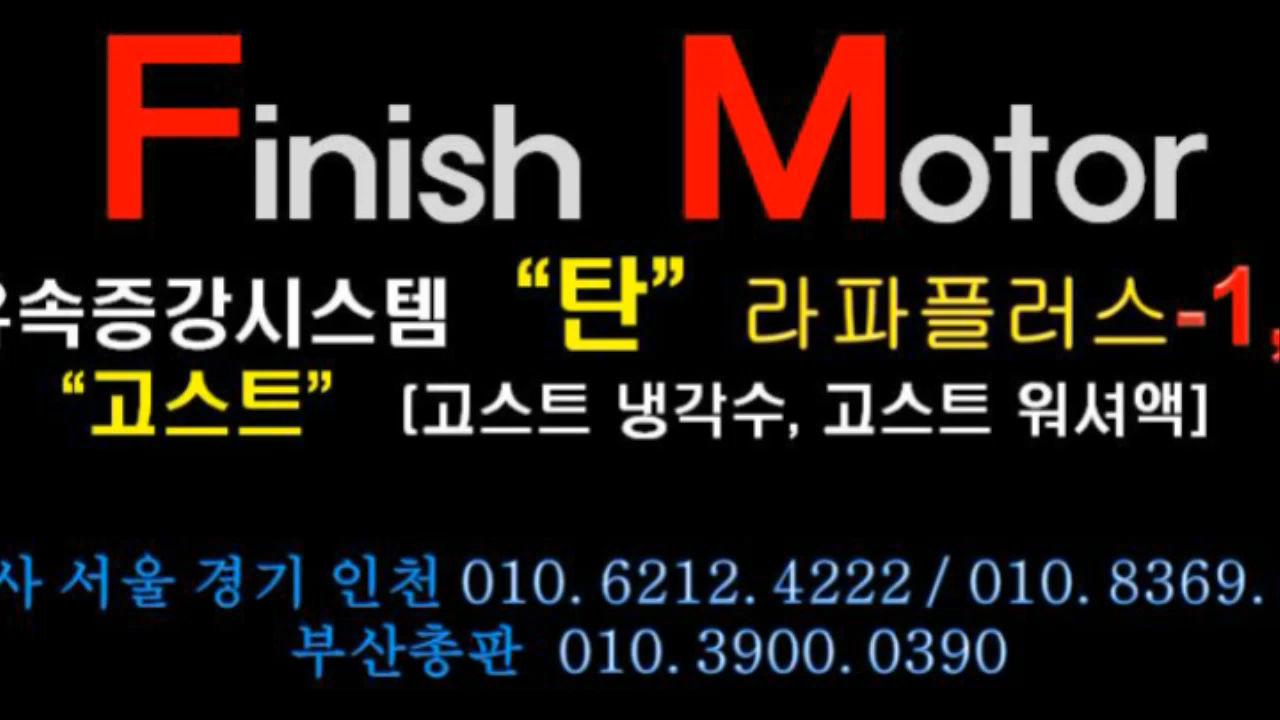 Finish Motor
유속증강시스템 “탄” 라파플러스-1,
“고스트” [고스트 냉각수, 고스트 워셔액]
서울 경기 인천 010. 6212. 4222 / 010. 8369.
부산총판 010. 3900. 0390